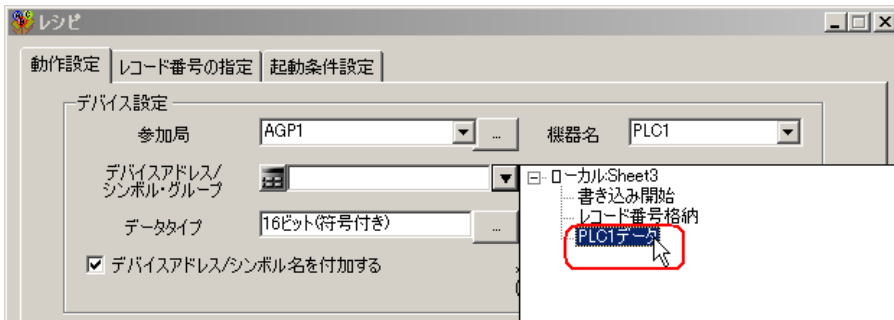 レシピ
動作設定 レコード番号の指定 起動条件設定
デバイス設定
参加局 AGP1 ... 機器名 PLC1
デバイスアドレス/
シンボル・グループ
データタイプ 16ビット(符号付き) ...
デバイスアドレス/シンボル名を付加する
ローカル:Sheet3
書き込み開始
レコード番号格納
PLC1データ